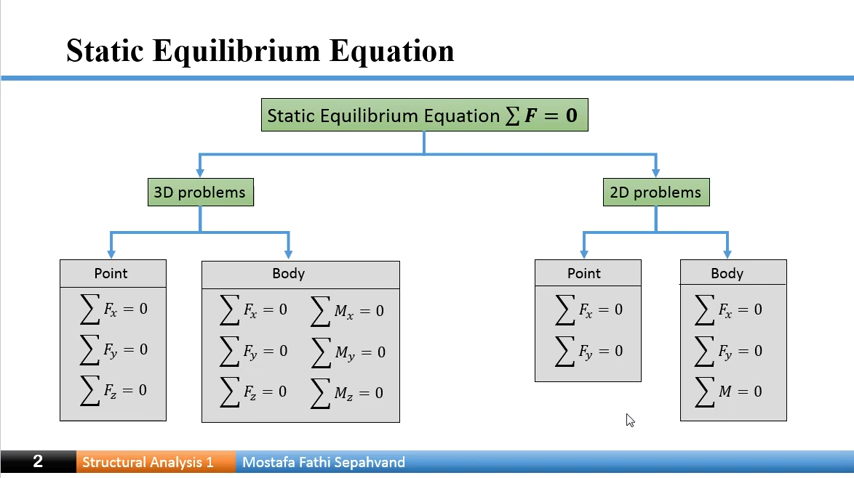 Static Equilibrium Equation
Static Equilibrium Equation ∑ F = 0
3D problems
2D problems
Point
∑ Fx = 0
∑ Fy = 0
∑ Fz = 0
Body
∑ Fx = 0 ∑ Mx = 0
∑ Fy = 0 ∑ My = 0
∑ Fz = 0 ∑ Mz = 0
Point
∑ Fx = 0
∑ Fy = 0
Body
∑ Fx = 0
∑ Fy = 0
∑ M = 0
2 Structural Analysis 1 Mostafa Fathi Sepahvand